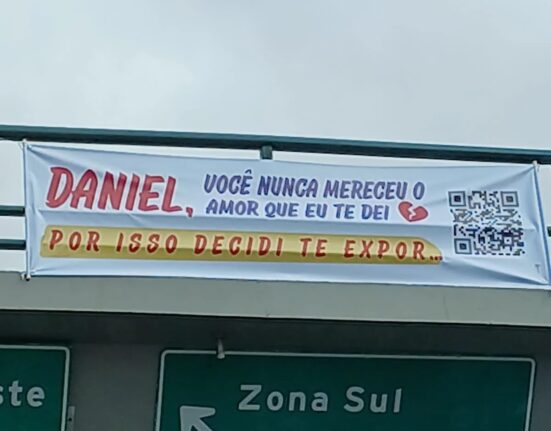 DANIEL, VOCÊ NUNCA MERECEU O
AMOR QUE EU TE DEI
POR ISSO DECIDI TE EXPOR...
ste
Zona Sul